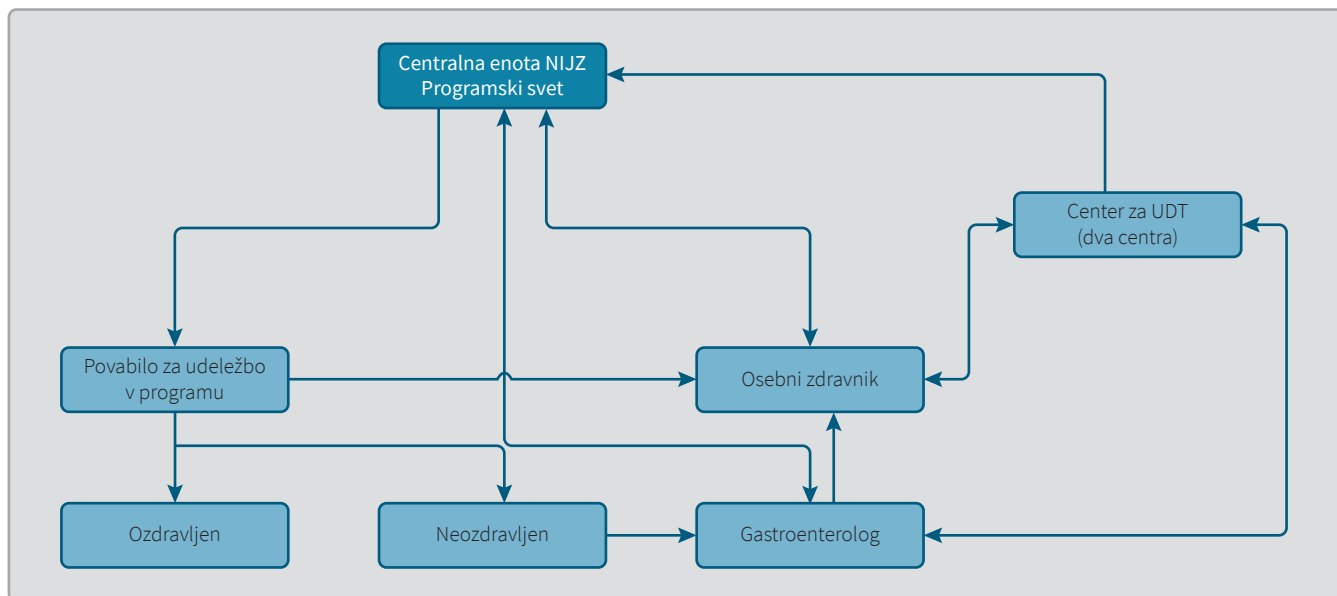 Centralna enota NIJZ
Programski svet
Center za UDT
(dva centra)
Povabilo za udeležbo
v programu
Osebni zdravnik
Ozdravljen
Neozdravljen
Gastroenterolog